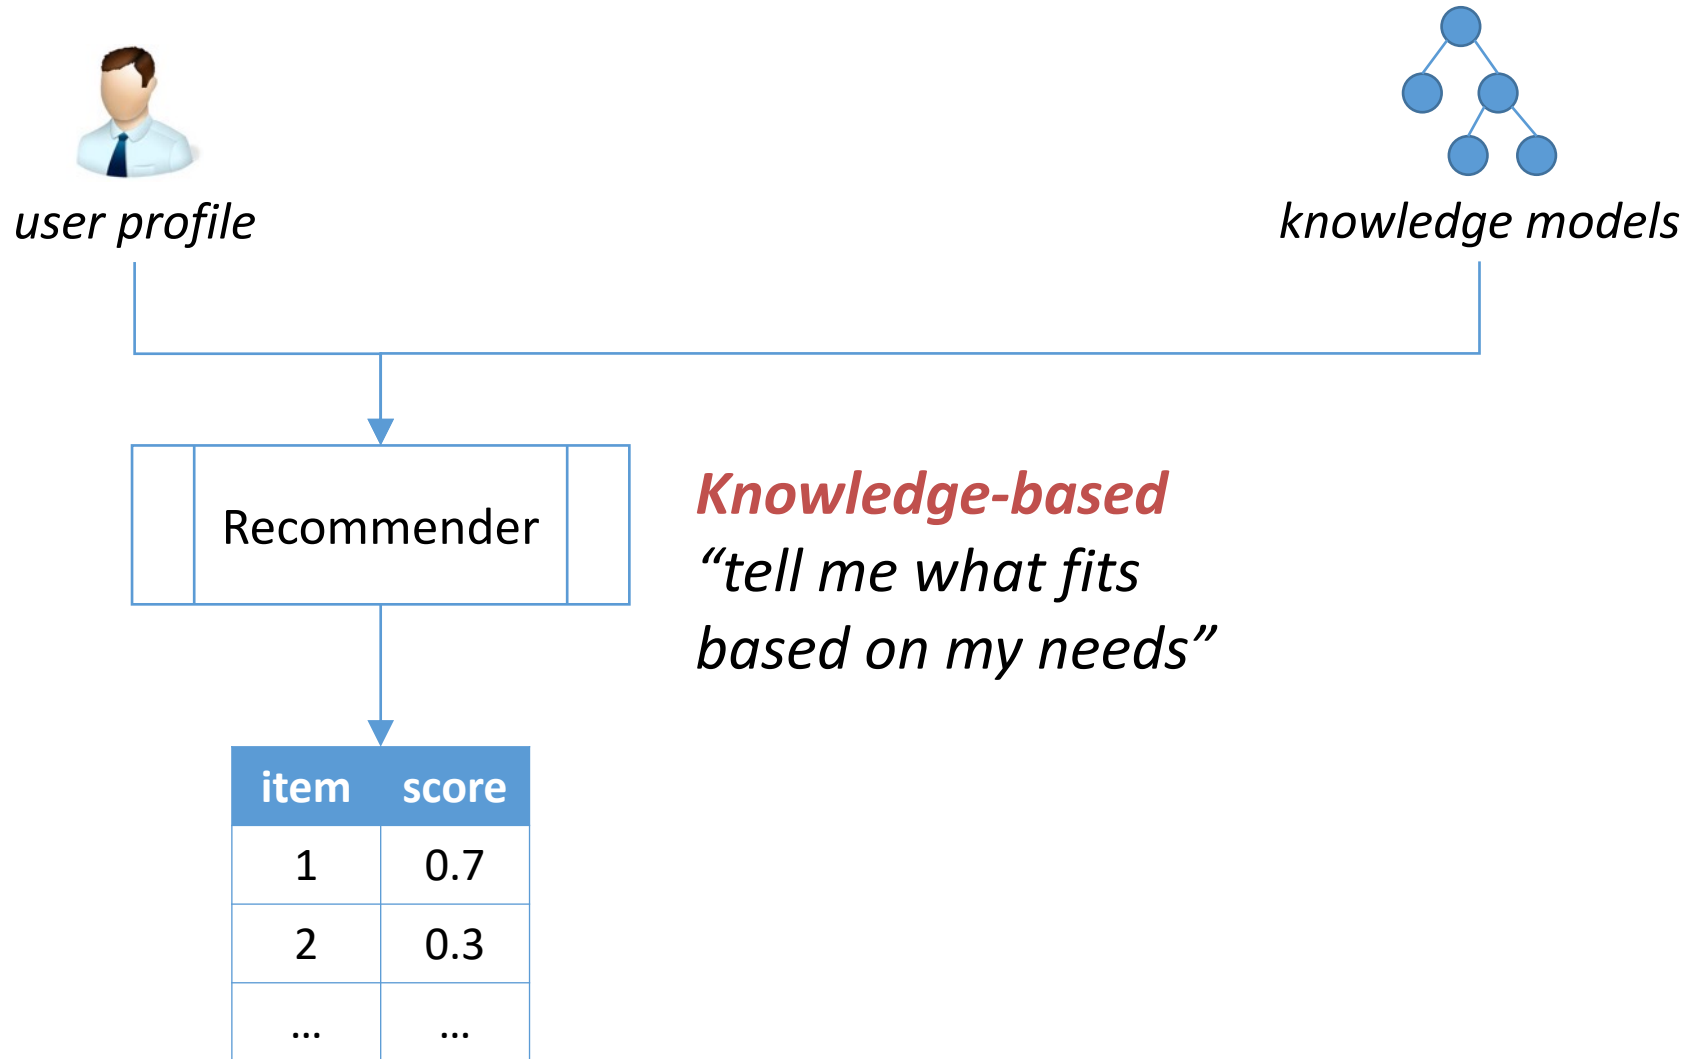 user profile
knowledge models
Recommender
Knowledge-based
“tell me what fits
based on my needs”
item score
1 0.7
2 0.3
... ...